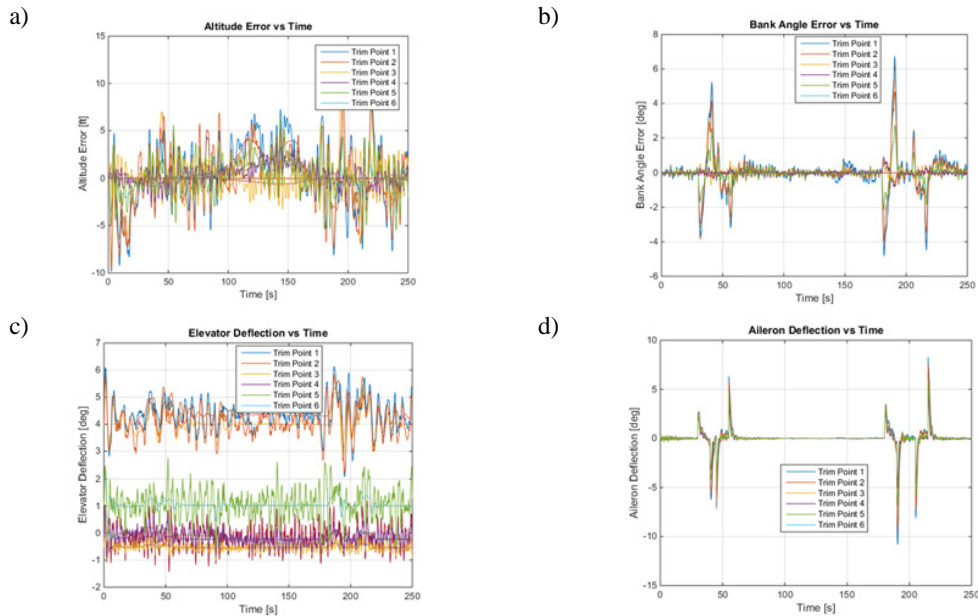 a)
Altitude Error vs Time
15
10
5
0
-5
-10
0
50
100
150
200
250
Altitude Error [ft]
Time [s]
Trim Point 1
Trim Point 2
Trim Point 3
Trim Point 4
Trim Point 5
Trim Point 6
b)
Bank Angle Error vs Time
8
6
4
2
0
-2
-4
-6
0
50
100
150
200
250
Bank Angle Error [deg]
Time [s]
Trim Point 1
Trim Point 2
Trim Point 3
Trim Point 4
Trim Point 5
Trim Point 6
c)
Elevator Deflection vs Time
7
6
5
4
3
2
1
0
-1
-2
0
50
100
150
200
250
Elevator Deflection [deg]
Time [s]
Trim Point 1
Trim Point 2
Trim Point 3
Trim Point 4
Trim Point 5
Trim Point 6
d)
Aileron Deflection vs Time
10
5
0
-5
-10
-15
0
50
100
150
200
250
Aileron Deflection [deg]
Time [s]
Trim Point 1
Trim Point 2
Trim Point 3
Trim Point 4
Trim Point 5
Trim Point 6